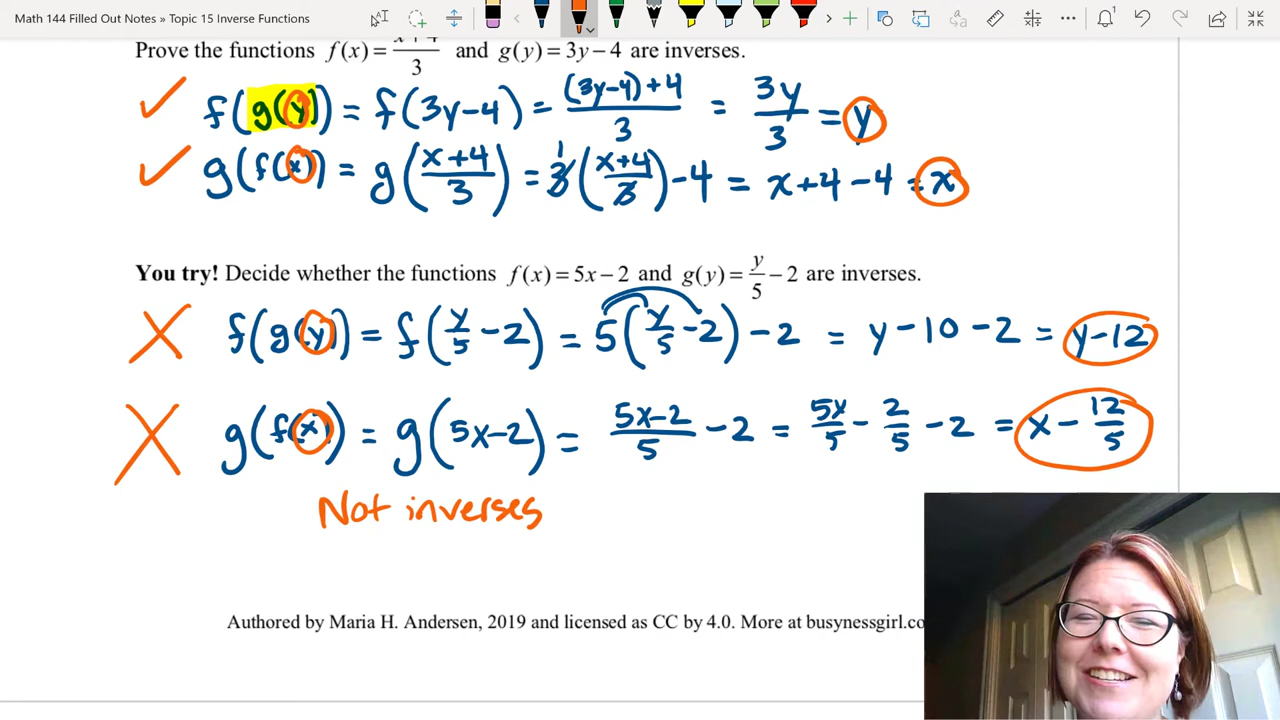 Math 144 Filled Out Notes » Topic 15 Inverse Functions
Prove the functions f(x) = (x+4)/3 and g(y) = 3y − 4 are inverses.
✓ f(g(y)) = f(3y−4) = ((3y−4)+4)/3 = 3y/3 = y
✓ g(f(x)) = g((x+4)/3) = 3((x+4)/3) − 4 = x+4−4 = x
You try! Decide whether the functions f(x) = 5x − 2 and g(y) = y/5 − 2 are inverses.
X f(g(y)) = f(y/5 − 2) = 5(y/5 − 2) − 2 = y − 10 − 2 = y − 12
X g(f(x)) = g(5x−2) = (5x−2)/5 − 2 = 5x/5 − 2/5 − 2 = x − 12/5
Not inverses
Authored by Maria H. Andersen, 2019 and licensed as CC by 4.0. More at busynessgirl.co